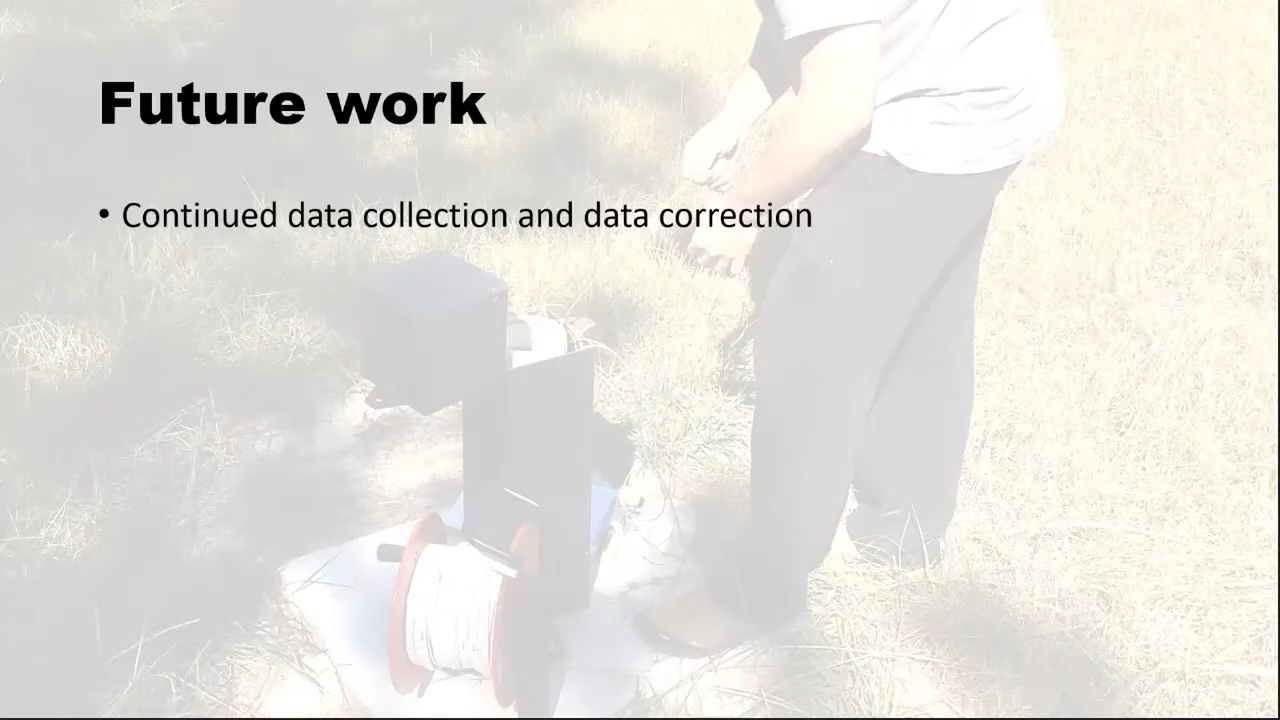 Future work
• Continued data collection and data correction